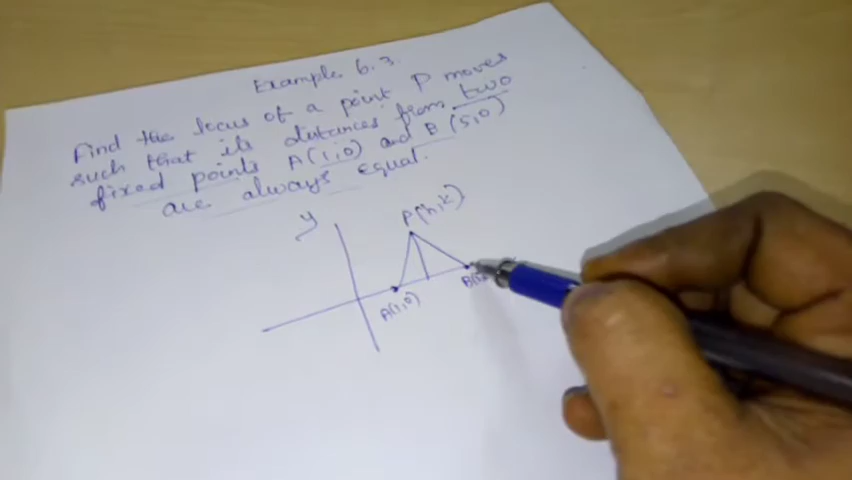 Example 6.3
Find the locus of a point P moves
such that its distances from two
fixed points A(1,0) and B (5,0)
are always equal.
y
P(h,k)
A(1,0)